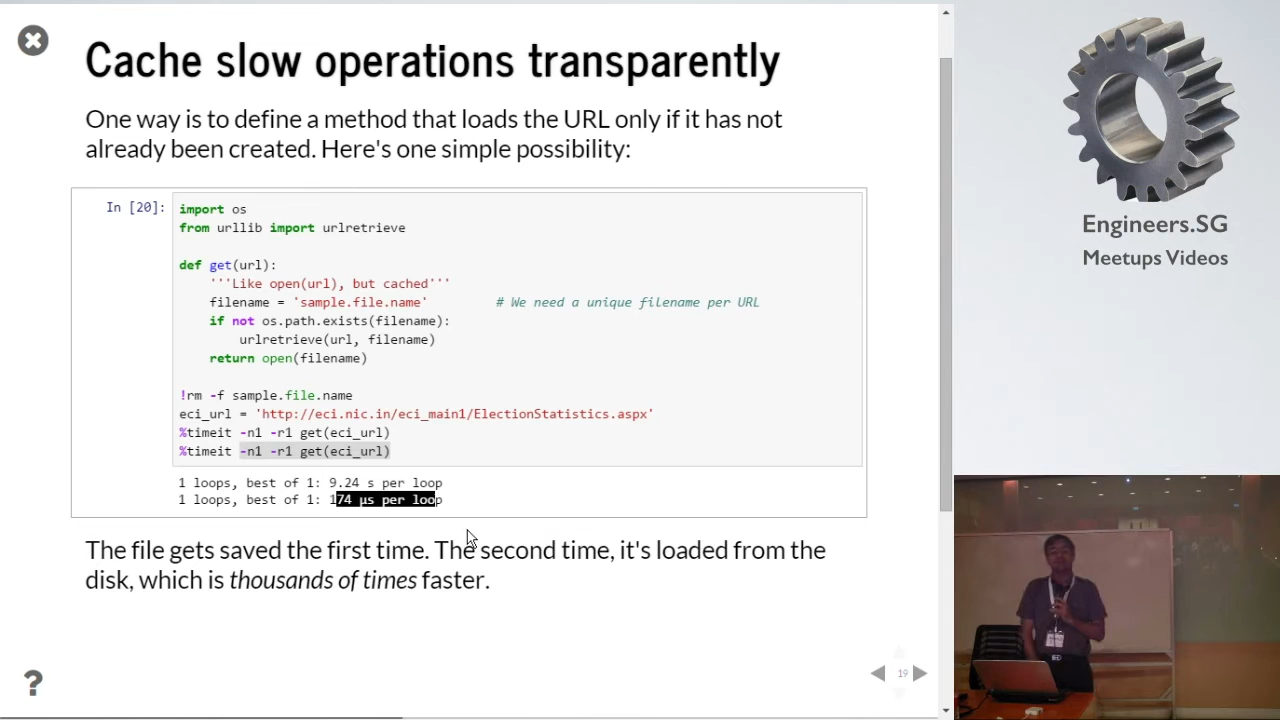 Cache slow operations transparently
One way is to define a method that loads the URL only if it has not
already been created. Here's one simple possibility:
In [20]:
import os
from urllib import urlretrieve
def get(url):
'''Like open(url), but cached'''
filename = 'sample.file.name' # We need a unique filename per URL
if not os.path.exists(filename):
urlretrieve(url, filename)
return open(filename)
!rm -f sample.file.name
eci_url = 'http://eci.nic.in/eci_main1/ElectionStatistics.aspx'
%timeit -n1 -r1 get(eci_url)
%timeit -n1 -r1 get(eci_url)
1 loops, best of 1: 9.24 s per loop
1 loops, best of 1: 174 µs per loop
The file gets saved the first time. The second time, it's loaded from the
disk, which is thousands of times faster.
?
19
Engineers.SG
Meetups Videos